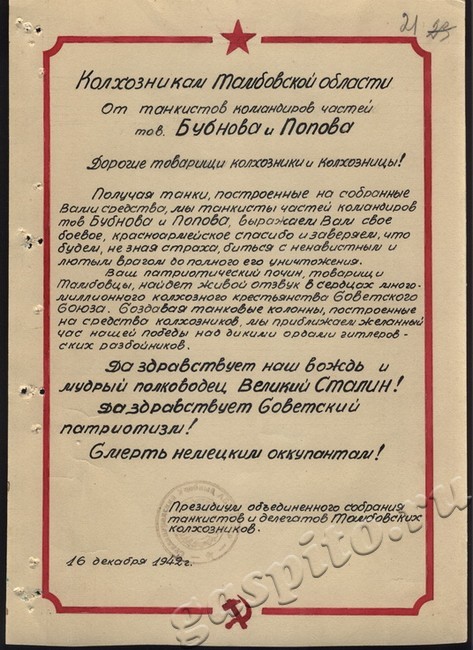 21 25
Колхозникам Тамбовской области
От танкистов командиров частей
тов. Бубнова и Попова
Дорогие товарищи колхозники и колхозницы!
Получая танки, построенные на собранные
Вами средства, мы танкисты частей командиров
тов Бубнова и Попова, выражаем Вам свое
боевое, красноармейское спасибо и заверяем, что
будем, не зная страха, биться с ненавистным и
лютым врагом до полного его уничтожения.
Ваш патриотический почин, товарищи
Тамбовцы, найдет живой отзвук в сердцах много-
миллионного колхозного крестьянства Советского
Союза. Создавая танковые колонны, построенные
на средства колхозников, мы приближаем желанный
час нашей победы над дикими ордами гитлеров-
ских разбойников.
Да здравствует наш вождь и
мудрый полководец Великий Сталин!
Да здравствует Советский
патриотизм!
Смерть немецким оккупантам!
Президиум объединенного собрания
танкистов и делегатов Тамбовских
колхозников.
16 декабря 1942г.
gaspito.ru